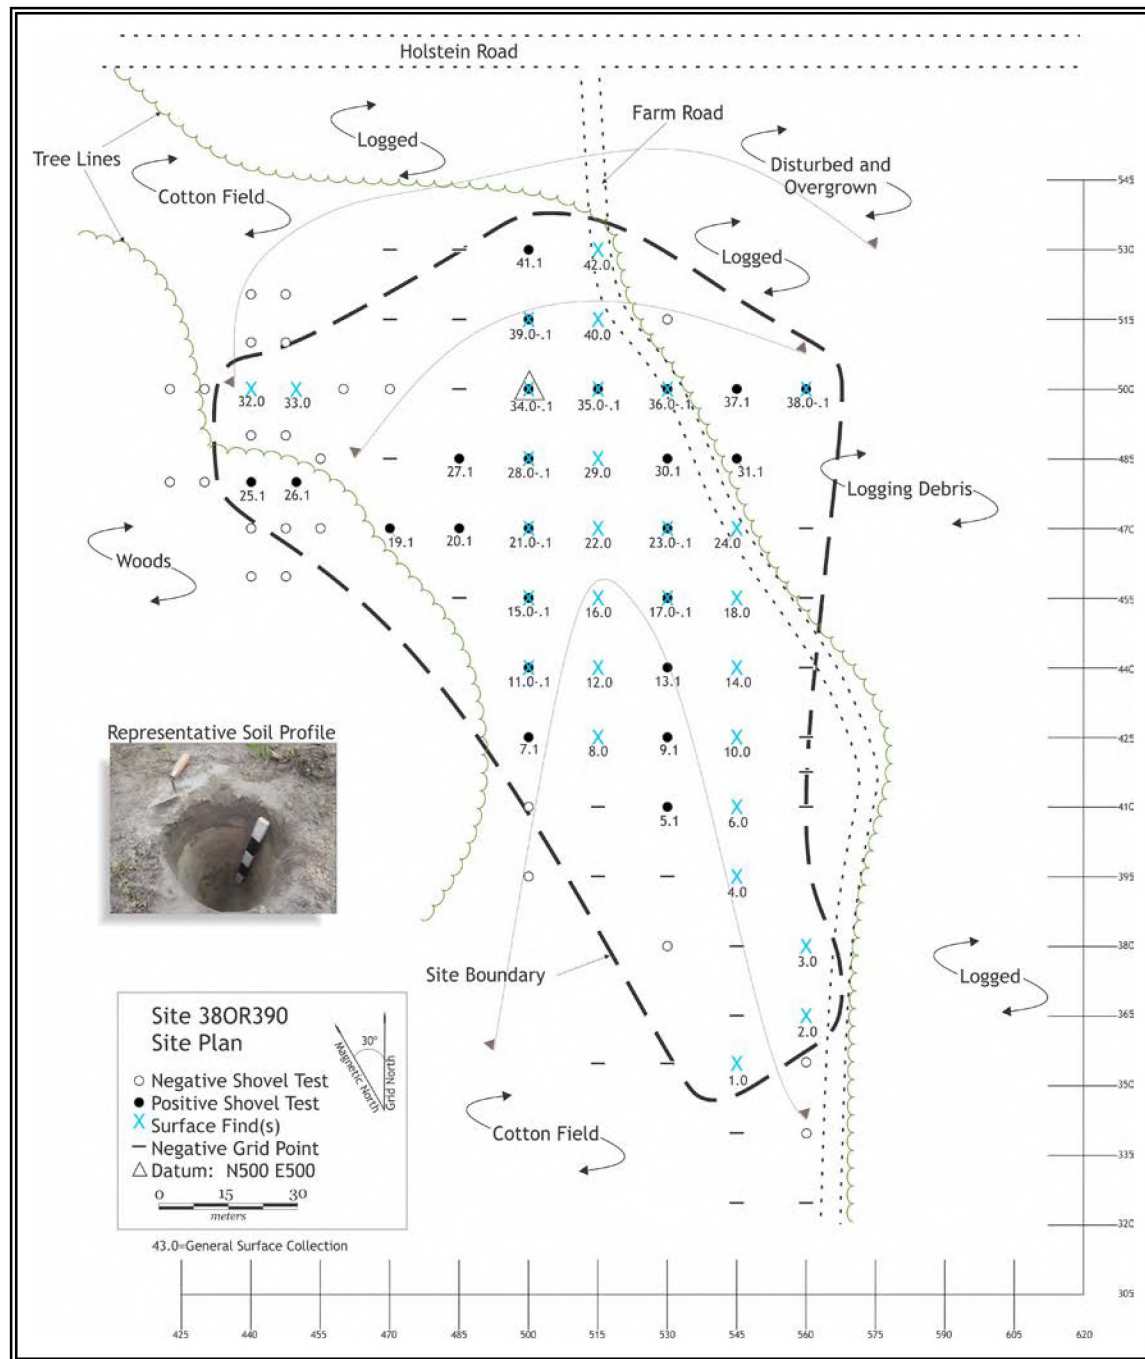 Holstein Road
Farm Road
Logged
Tree Lines
Disturbed and
Overgrown
Cotton Field
545
Logged
530
41.1
42.0
515
39.0-.1
40.0
500
32.0
33.0
34.0-.1
35.0-.1
36.0-.1
37.1
38.0-.1
485
27.1
28.0-.1
29.0
30.1
31.1
Logging Debris
25.1
26.1
470
19.1
20.1
21.0-.1
22.0
23.0-.1
24.0
Woods
455
15.0-.1
16.0
17.0-.1
18.0
440
11.0-.1
12.0
13.1
14.0
Representative Soil Profile
425
7.1
8.0
9.1
10.0
410
5.1
6.0
395
4.0
380
3.0
Site Boundary
Logged
365
2.0
350
1.0
Site 38OR390
Site Plan
30°
Magnetic North
Grid North
Negative Shovel Test
Positive Shovel Test
Surface Find(s)
Negative Grid Point
Datum: N500 E500
0 15 30
meters
Cotton Field
335
320
43.0=General Surface Collection
305
425 440 455 470 485 500 515 530 545 560 575 590 605 620